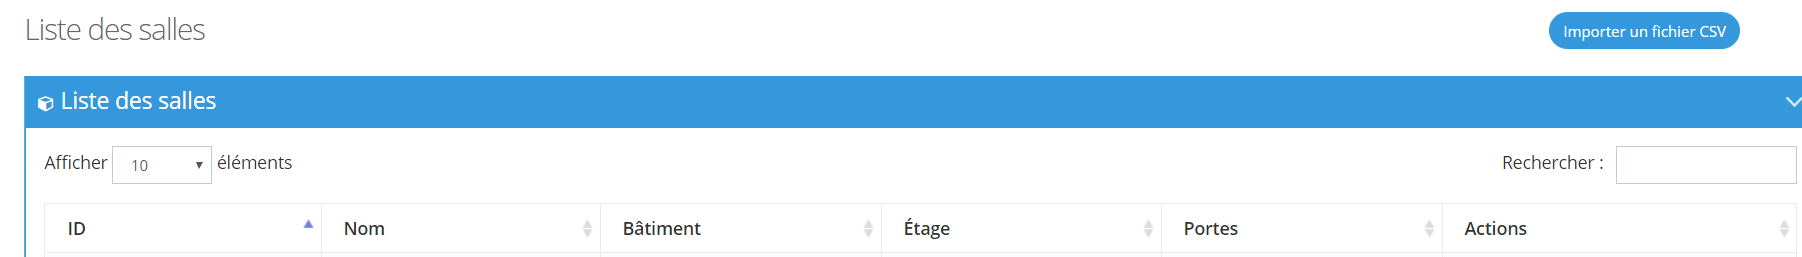 Liste des salles
Importer un fichier CSV
Liste des salles
Afficher 10 éléments
Rechercher :
ID Nom Bâtiment Étage Portes Actions